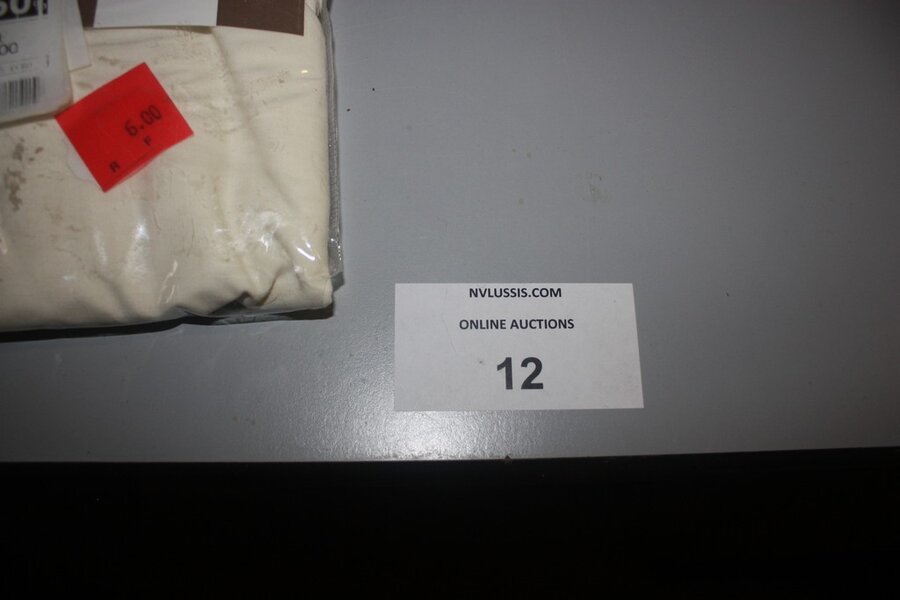 6.00
R F
NVLUSSIS.COM
ONLINE AUCTIONS
12